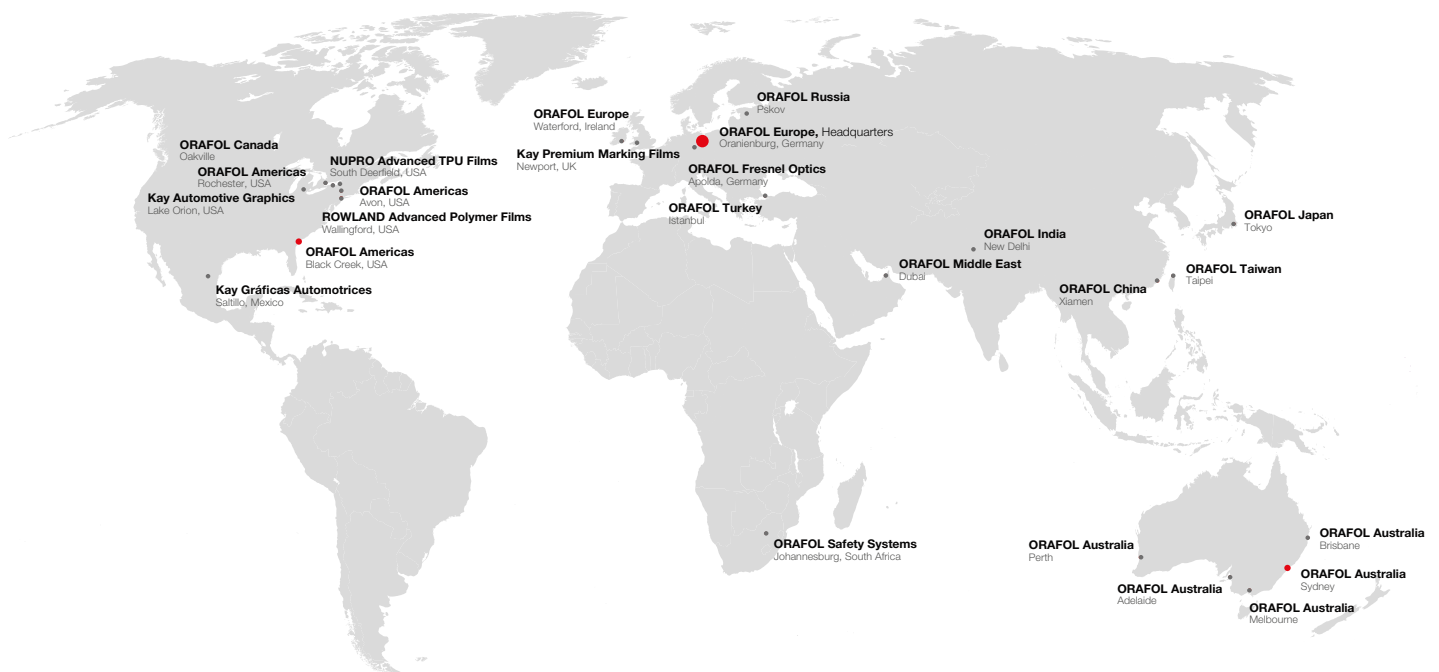 ORAFOL Russia
Pskov
ORAFOL Europe
Waterford, Ireland
ORAFOL Europe, Headquarters
Oranienburg, Germany
Kay Premium Marking Films
Newport, UK
ORAFOL Fresnel Optics
Apolda, Germany
ORAFOL Turkey
Istanbul
ORAFOL Canada
Oakville
NUPRO Advanced TPU Films
South Deerfield, USA
ORAFOL Americas
Rochester, USA
ORAFOL Americas
Avon, USA
Kay Automotive Graphics
Lake Orion, USA
ROWLAND Advanced Polymer Films
Wallingford, USA
ORAFOL Americas
Black Creek, USA
Kay Gráficas Automotrices
Saltillo, Mexico
ORAFOL Japan
Tokyo
ORAFOL India
New Delhi
ORAFOL Middle East
Dubai
ORAFOL Taiwan
Taipei
ORAFOL China
Xiamen
ORAFOL Safety Systems
Johannesburg, South Africa
ORAFOL Australia
Brisbane
ORAFOL Australia
Perth
ORAFOL Australia
Sydney
ORAFOL Australia
Adelaide
ORAFOL Australia
Melbourne